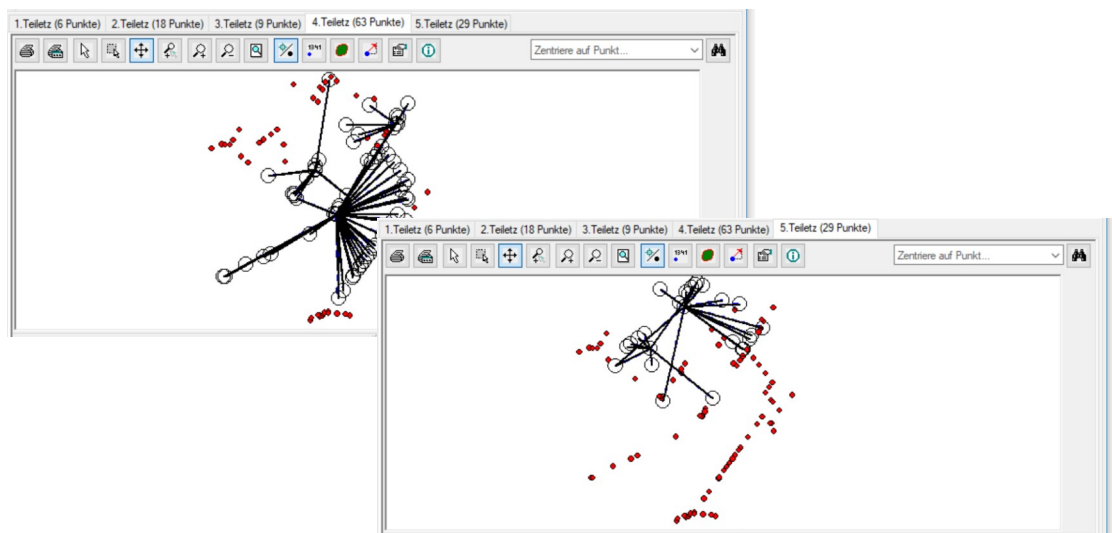 1.Teiletz (6 Punkte) 2.Teiletz (18 Punkte) 3.Teiletz (9 Punkte) 4.Teiletz (63 Punkte) 5.Teiletz (29 Punkte)
1341 Zentriere auf Punkt...
1.Teiletz (6 Punkte) 2.Teiletz (18 Punkte) 3.Teiletz (9 Punkte) 4.Teiletz (63 Punkte) 5.Teiletz (29 Punkte)
1341 Zentriere auf Punkt...